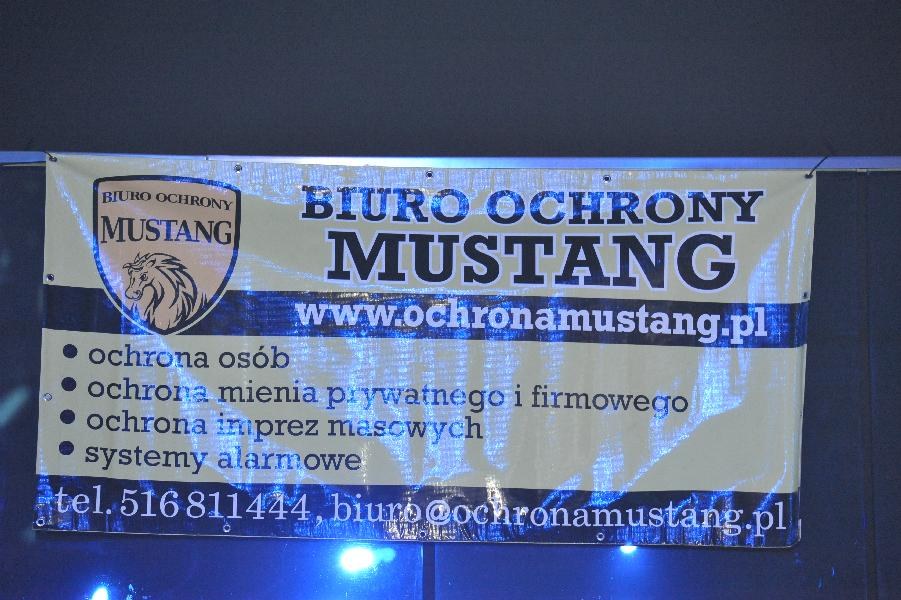 BIURO OCHRONY
MUSTANG
BIURO OCHRONY
MUSTANG
www.ochronamustang.pl
• ochrona osób
• ochrona mienia prywatnego i firmowego
• ochrona imprez masowych
• systemy alarmowe
tel. 516 811 444, biuro@ochronamustang.pl